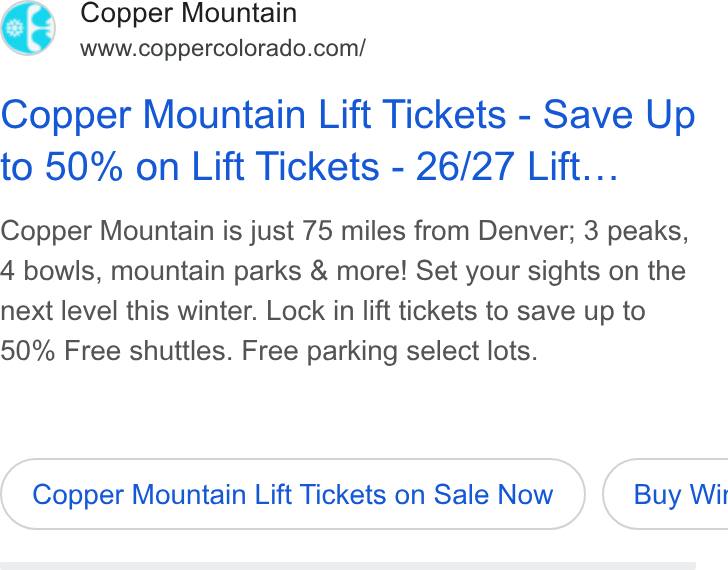 Copper Mountain
www.coppercolorado.com/
Copper Mountain Lift Tickets - Save Up
to 50% on Lift Tickets - 26/27 Lift…
Copper Mountain is just 75 miles from Denver; 3 peaks,
4 bowls, mountain parks & more! Set your sights on the
next level this winter. Lock in lift tickets to save up to
50% Free shuttles. Free parking select lots.
Copper Mountain Lift Tickets on Sale Now
Buy